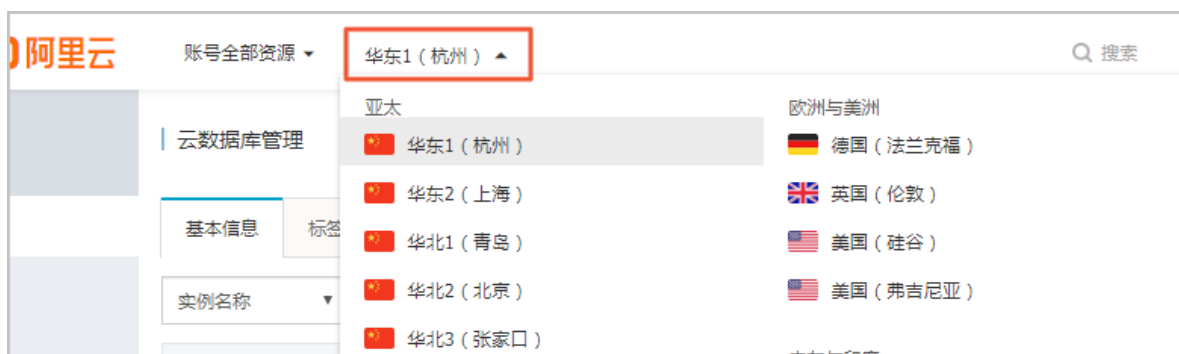 阿里云
账号全部资源
华东1（杭州）
搜索
云数据库管理
基本信息
标签
实例名称
亚太
华东1（杭州）
华东2（上海）
华北1（青岛）
华北2（北京）
华北3（张家口）
欧洲与美洲
德国（法兰克福）
英国（伦敦）
美国（硅谷）
美国（弗吉尼亚）